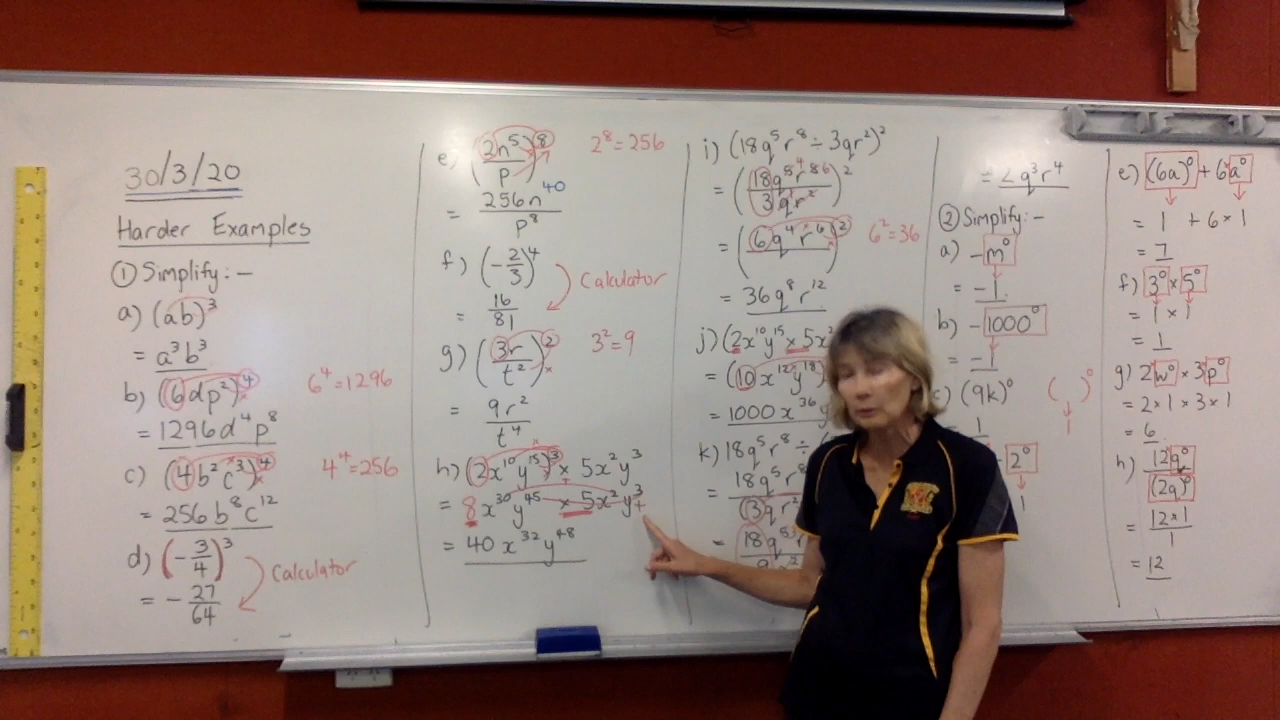 30/3/20
Harder Examples
① Simplify:-
a) (ab)³
= a³b³
b) (6dp²)⁴
6⁴=1296
= 1296d⁴p⁸
c) (4b²c³)⁴
4⁴=256
= 256b⁸c¹²
d) (-3/4)³
Calculator
= -27/64
e) (2n⁵/p)⁸
2⁸=256
= 256n⁴⁰/p⁸
f) (-2/3)⁴
Calculator
= 16/81
g) (3r/t²)²
3²=9
= 9r²/t⁴
h) (2x¹⁰y¹⁵)³ × 5x²y³
= 8x³⁰y⁴⁵ × 5x²y³
= 40x³²y⁴⁸
i) (18q⁵r⁸ ÷ 3qr²)²
= (18q⁵r⁸/3qr²)²
= (6q⁴r⁶)²
6²=36
= 36q⁸r¹²
j) (2x¹⁰y¹⁵ × 5x²
= (10x¹²y¹⁸)
= 1000x³⁶y
k) 18q⁵r⁸ ÷
= 18q⁵r⁸
(3qr²
= 18q⁵
= 2q³r⁴
② Simplify:-
a) -m⁰
= -1
b) -1000⁰
= -1
c) (9k)⁰
( )⁰
1
= 1
2⁰
1
e) (6a)⁰ + 6a⁰
= 1 + 6×1
= 7
f) 3⁰ × 5⁰
= 1×1
= 1
g) 2w⁰ × 3p⁰
= 2×1×3×1
= 6
h) 12q⁰/(2q)⁰
= 12×1/1
= 12